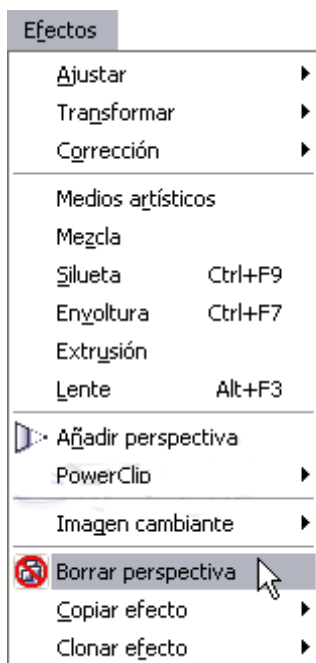 Efectos
Ajustar
Transformar
Corrección
Medios artísticos
Mezcla
Silueta Ctrl+F9
Envoltura Ctrl+F7
Extrusión
Lente Alt+F3
Añadir perspectiva
PowerClip
Imagen cambiante
Borrar perspectiva
Copiar efecto
Clonar efecto